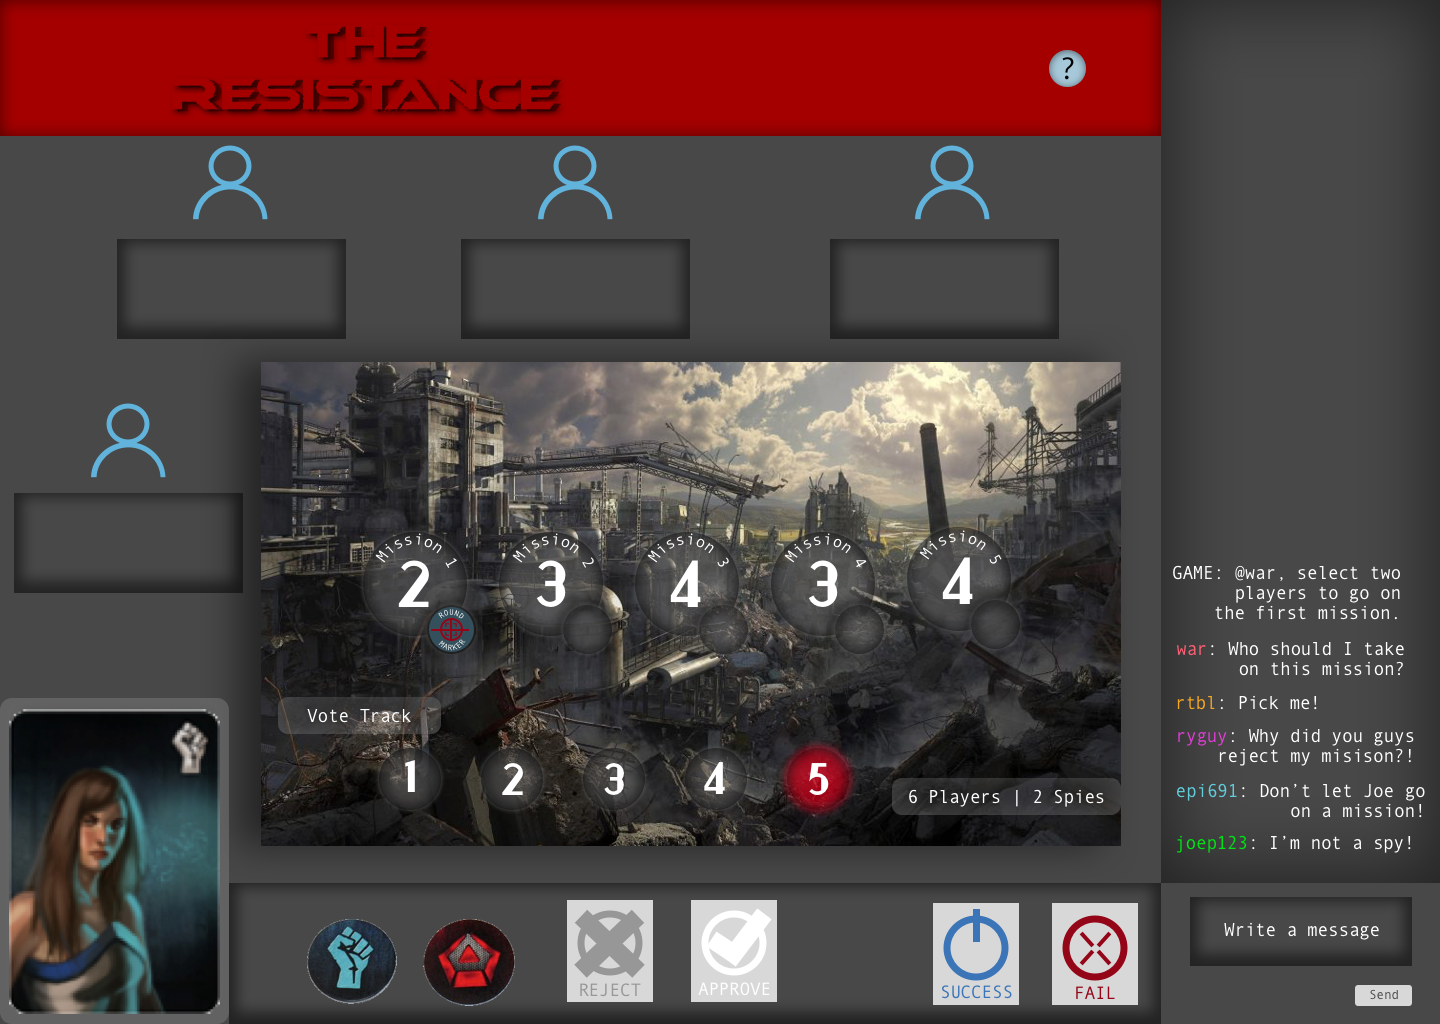 THE
RESISTANCE
?
Mission 1
2
ROUND
MARKER
Mission 2
3
Mission 3
4
Mission 4
3
Mission 5
4
Vote Track
1
2
3
4
5
6 Players | 2 Spies
GAME: @war, select two
players to go on
the first mission.
war: Who should I take
on this mission?
rtbl: Pick me!
ryguy: Why did you guys
reject my misison?!
epi691: Don't let Joe go
on a mission!
joep123: I'm not a spy!
REJECT
APPROVE
SUCCESS
FAIL
Write a message
Send